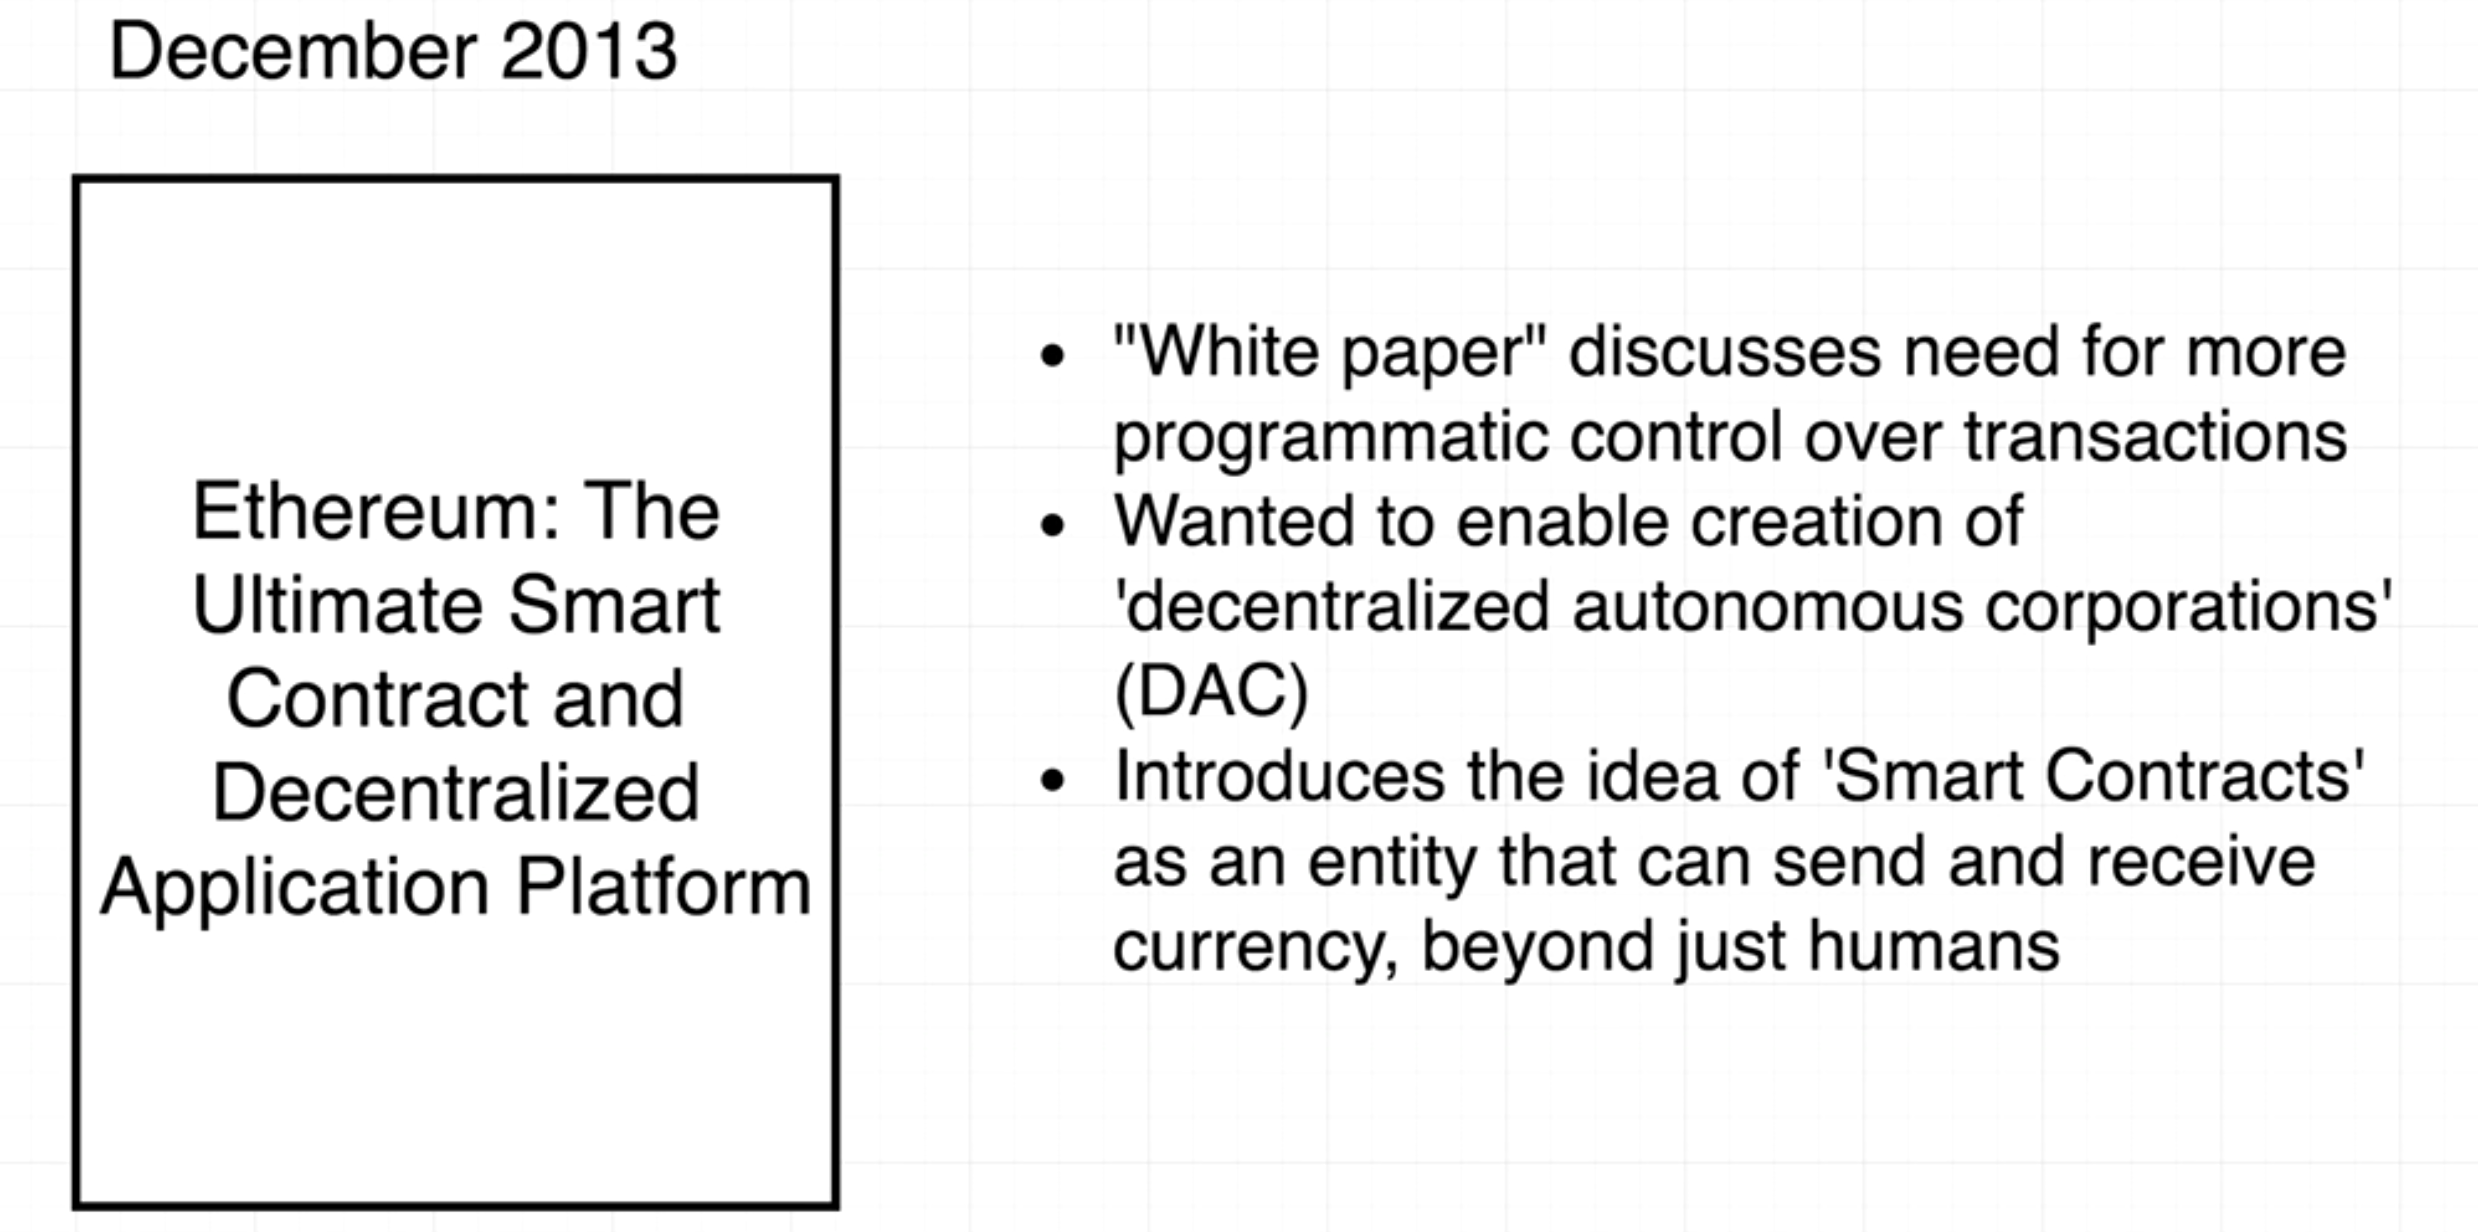 December 2013
Ethereum: The
Ultimate Smart
Contract and
Decentralized
Application Platform
• "White paper" discusses need for more
programmatic control over transactions
• Wanted to enable creation of
'decentralized autonomous corporations'
(DAC)
• Introduces the idea of 'Smart Contracts'
as an entity that can send and receive
currency, beyond just humans